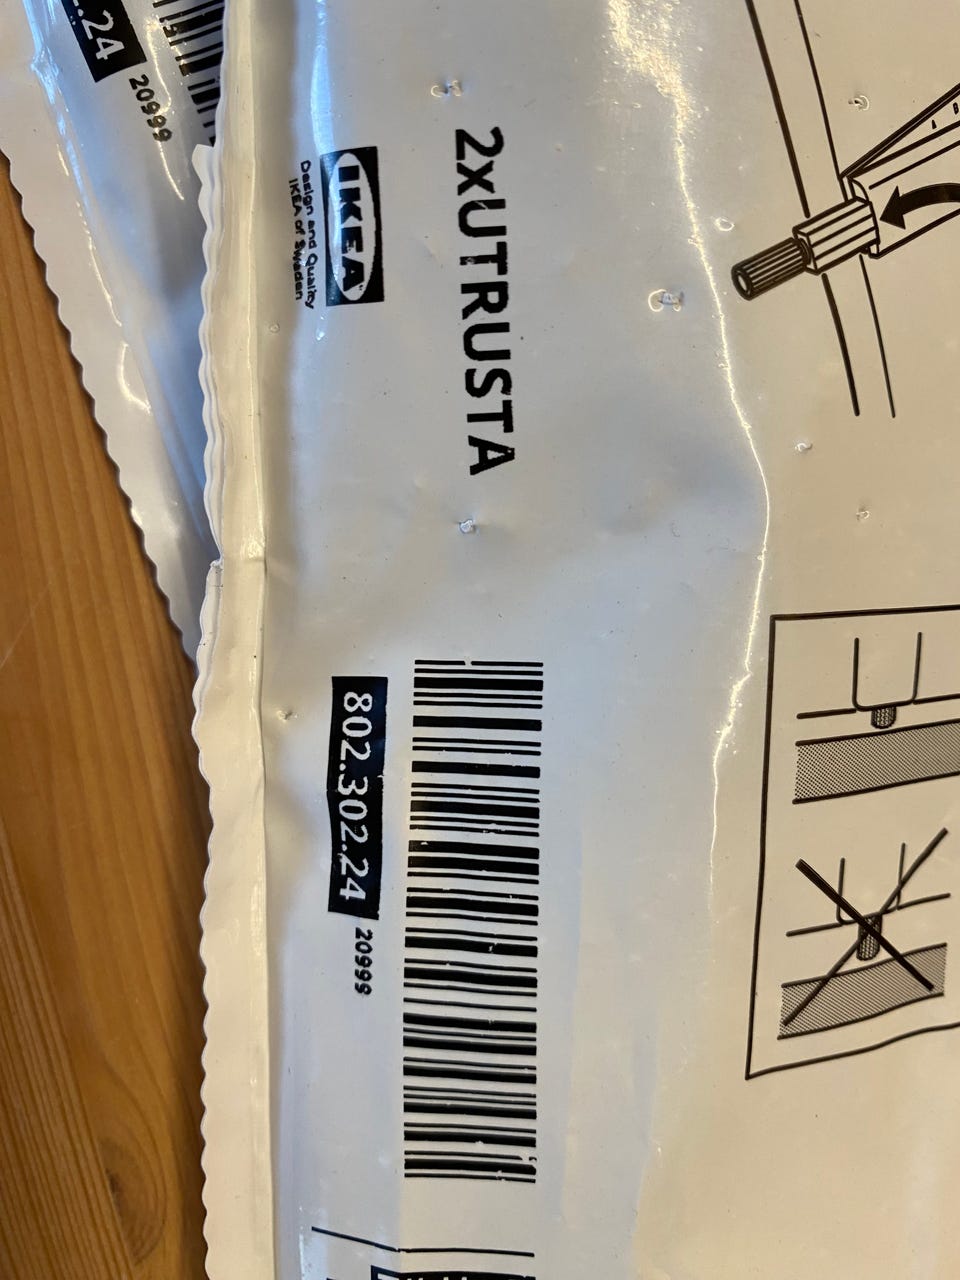 2xUTRUSTA
IKEA
Design and Quality
IKEA of Sweden
802.302.24
20999
.24
20999
A B